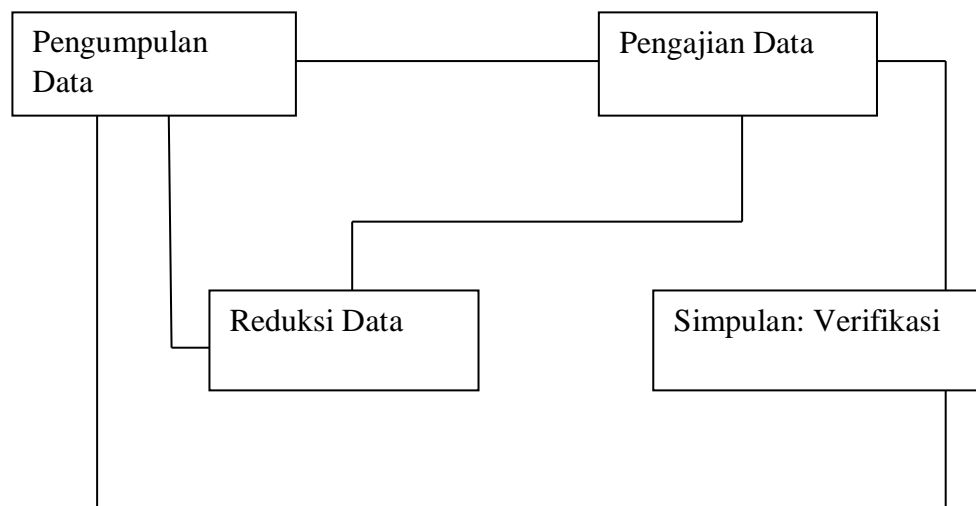 Pengumpulan
Data
Pengajian Data
Reduksi Data
Simpulan: Verifikasi